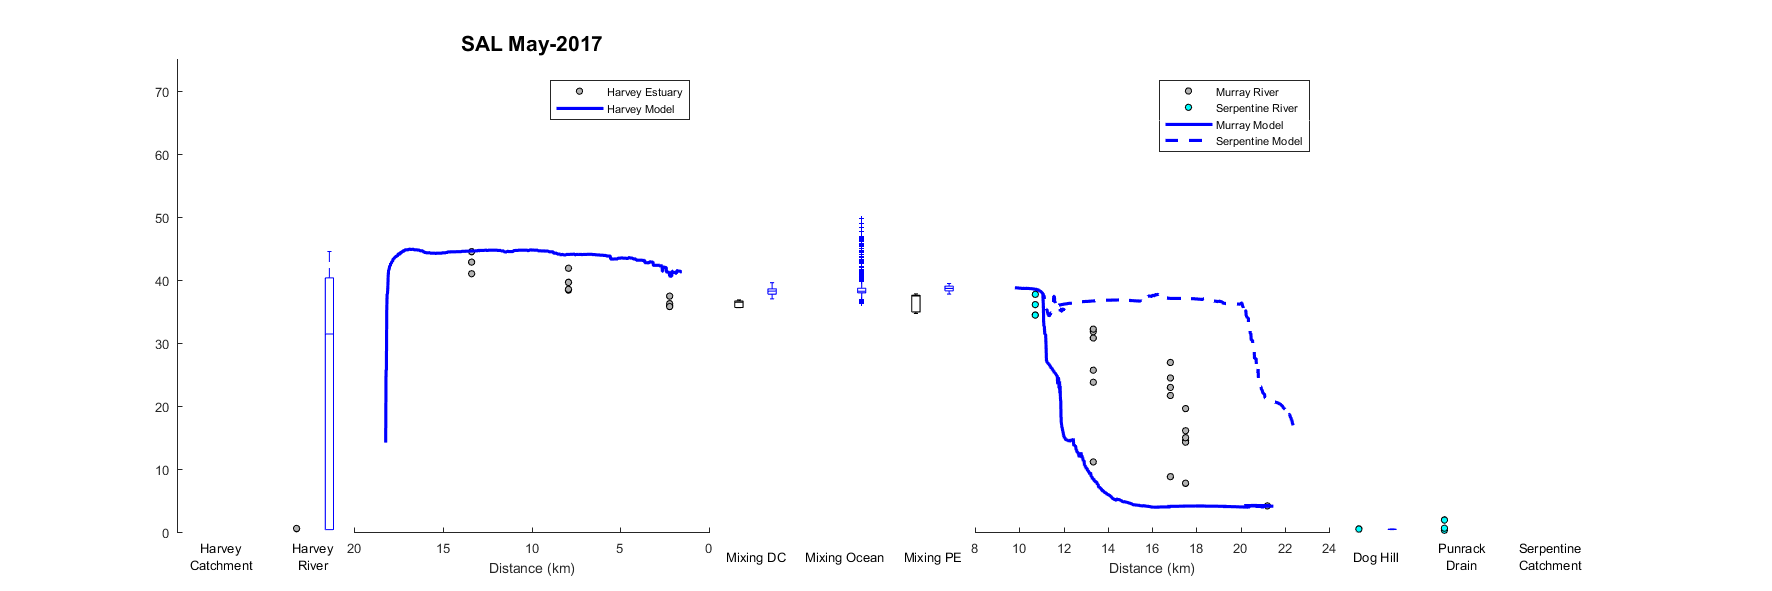 SAL May-2017
Harvey Estuary
Harvey Model
Murray River
Serpentine River
Murray Model
Serpentine Model
70
60
50
40
30
20
10
0
20 15 10 5 0
8 10 12 14 16 18 20 22 24
Harvey
Catchment
Harvey
River
Distance (km)
Mixing DC
Mixing Ocean
Mixing PE
Distance (km)
Dog Hill
Punrack
Drain
Serpentine
Catchment